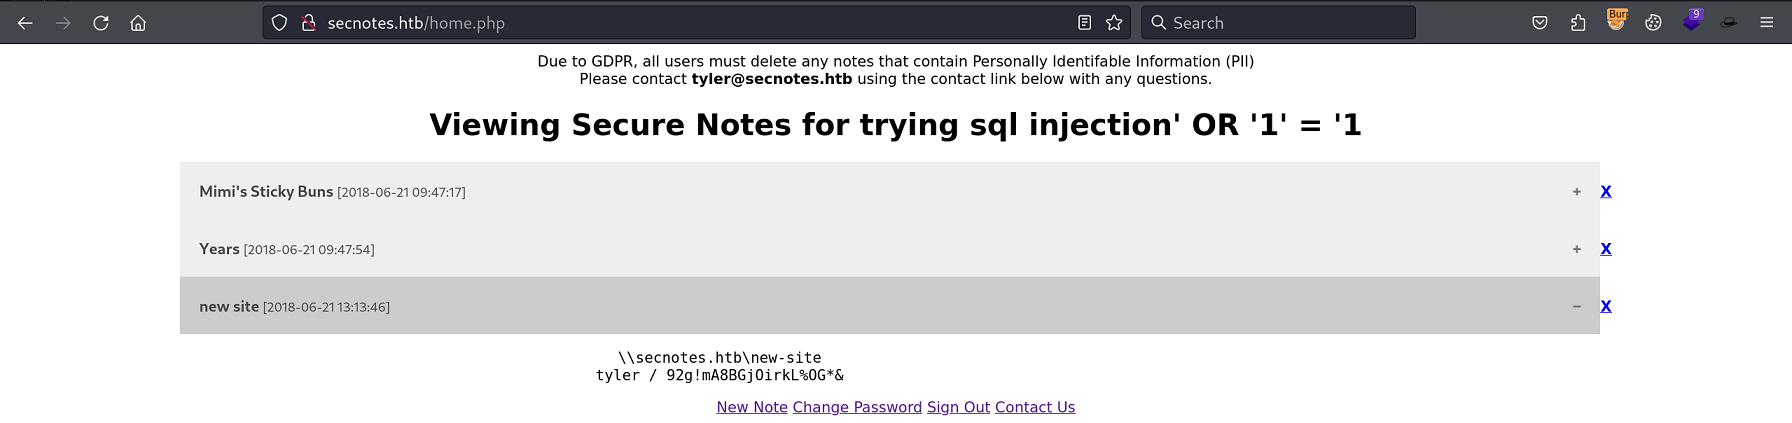 secnotes.htb/home.php
Search
Burr
9
Due to GDPR, all users must delete any notes that contain Personally Identifable Information (PII)
Please contact tyler@secnotes.htb using the contact link below with any questions.
Viewing Secure Notes for trying sql injection' OR '1' = '1
Mimi's Sticky Buns [2018-06-21 09:47:17] + X
Years [2018-06-21 09:47:54] + X
new site [2018-06-21 13:13:46] − X
\\secnotes.htb\new-site
tyler / 92g!mA8BGjOirkL%OG*&
New Note Change Password Sign Out Contact Us